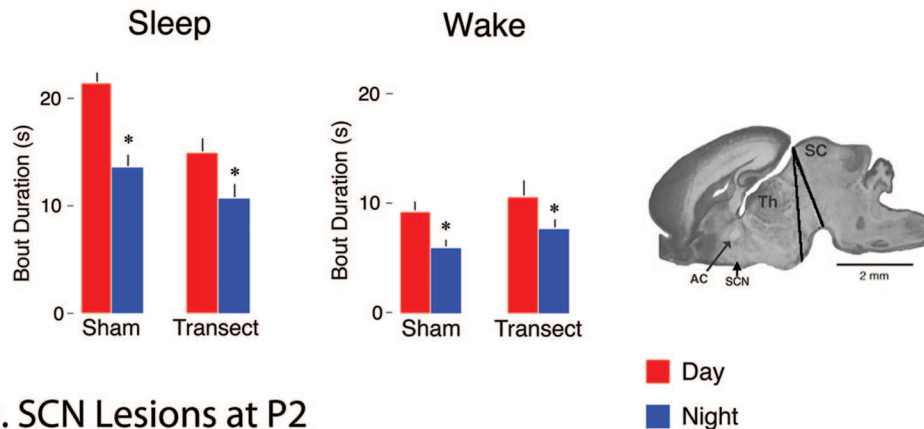 Sleep
Wake
20
10
0
Bout Duration (s)
*
*
Sham
Transect
20
10
0
Bout Duration (s)
*
*
Sham
Transect
SC
Th
AC
SCN
2 mm
Day
Night
. SCN Lesions at P2